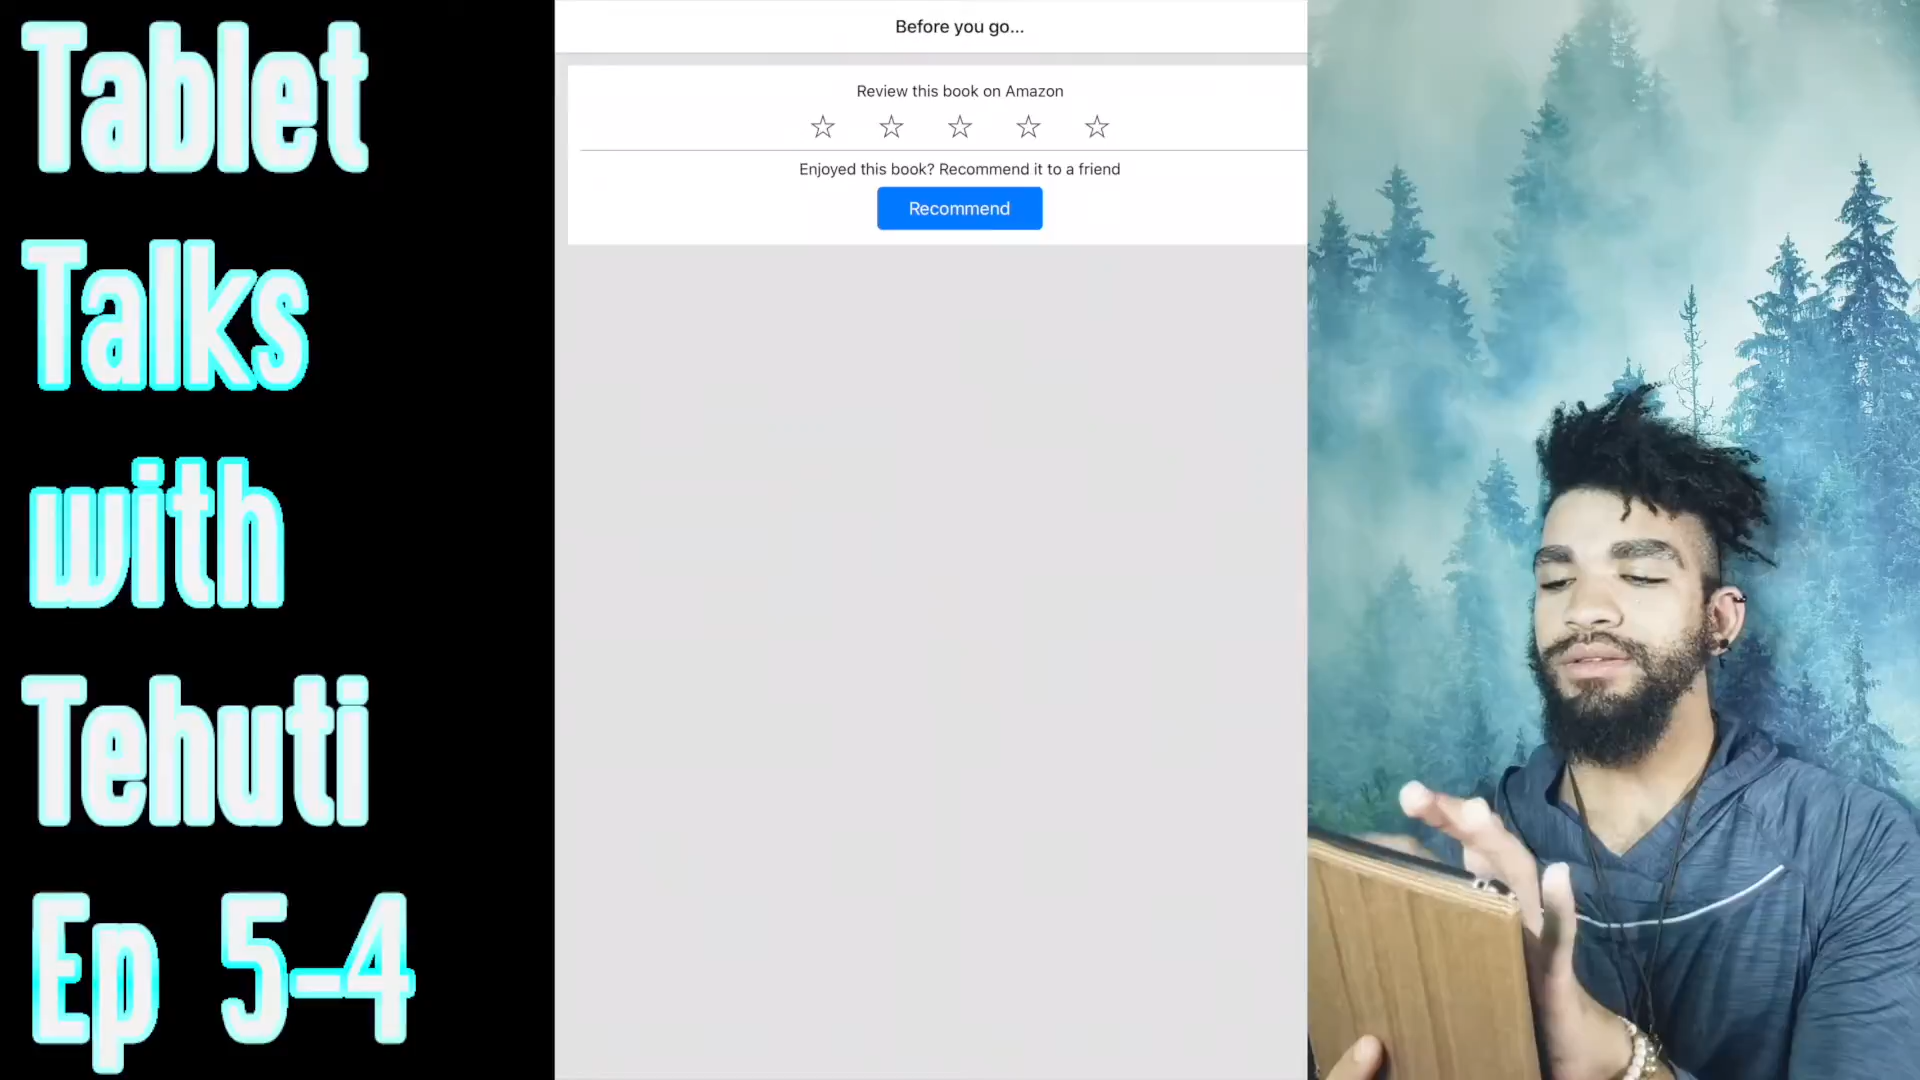 Tablet
Talks
with
Tehuti
Ep 5-4
Before you go...
Review this book on Amazon
Enjoyed this book? Recommend it to a friend
Recommend